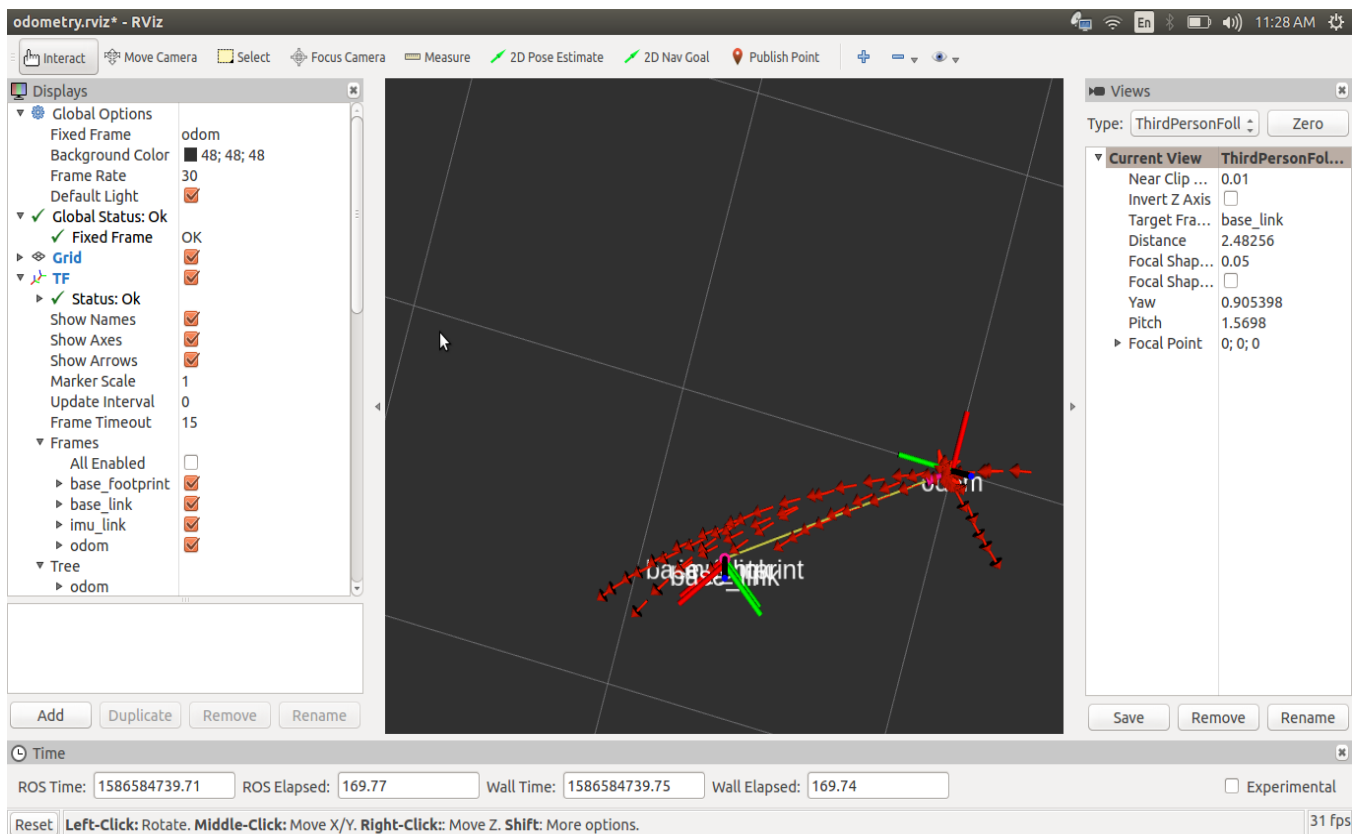 odometry.rviz* - RViz
En 11:28 AM
Interact Move Camera Select Focus Camera Measure 2D Pose Estimate 2D Nav Goal Publish Point
Displays
Global Options
Fixed Frame odom
Background Color 48; 48; 48
Frame Rate 30
Default Light
Global Status: Ok
Fixed Frame OK
Grid
TF
Status: Ok
Show Names
Show Axes
Show Arrows
Marker Scale 1
Update Interval 0
Frame Timeout 15
Frames
All Enabled
base_footprint
base_link
imu_link
odom
Tree
odom
Add Duplicate Remove Rename
odom
Views
Type: ThirdPersonFoll Zero
Current View ThirdPersonFol...
Near Clip ... 0.01
Invert Z Axis
Target Fra... base_link
Distance 2.48256
Focal Shap... 0.05
Focal Shap...
Yaw 0.905398
Pitch 1.5698
Focal Point 0; 0; 0
Save Remove Rename
Time
ROS Time: 1586584739.71 ROS Elapsed: 169.77 Wall Time: 1586584739.75 Wall Elapsed: 169.74 Experimental
Reset Left-Click: Rotate. Middle-Click: Move X/Y. Right-Click:: Move Z. Shift: More options. 31 fps